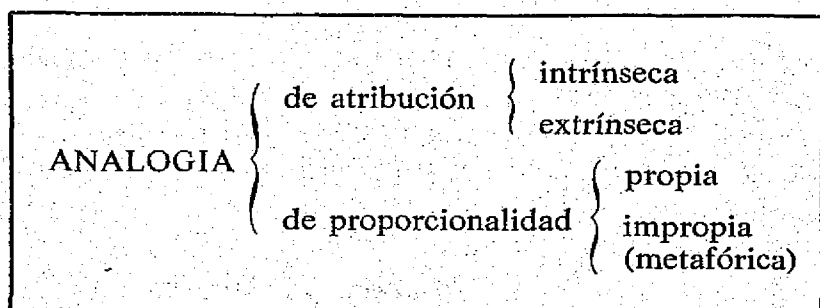 ANALOGIA
de atribución
intrínseca
extrínseca
de proporcionalidad
propia
impropia
(metafórica)